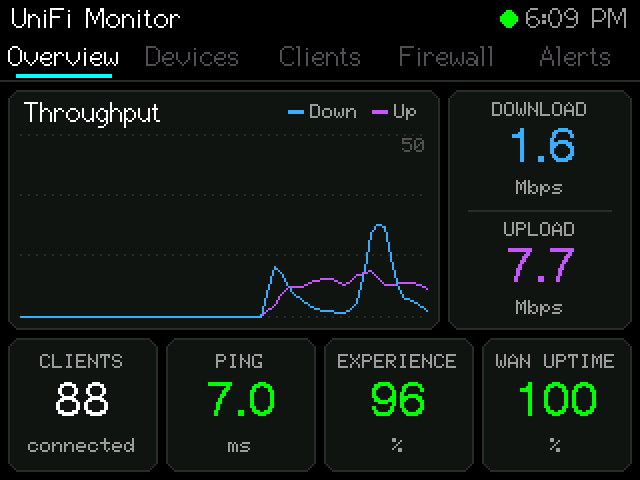 UniFi Monitor
6:09 PM
Overview Devices Clients Firewall Alerts
Throughput
Down Up
50
DOWNLOAD
1.6
Mbps
UPLOAD
7.7
Mbps
CLIENTS
88
connected
PING
7.0
ms
EXPERIENCE
96
%
WAN UPTIME
100
%